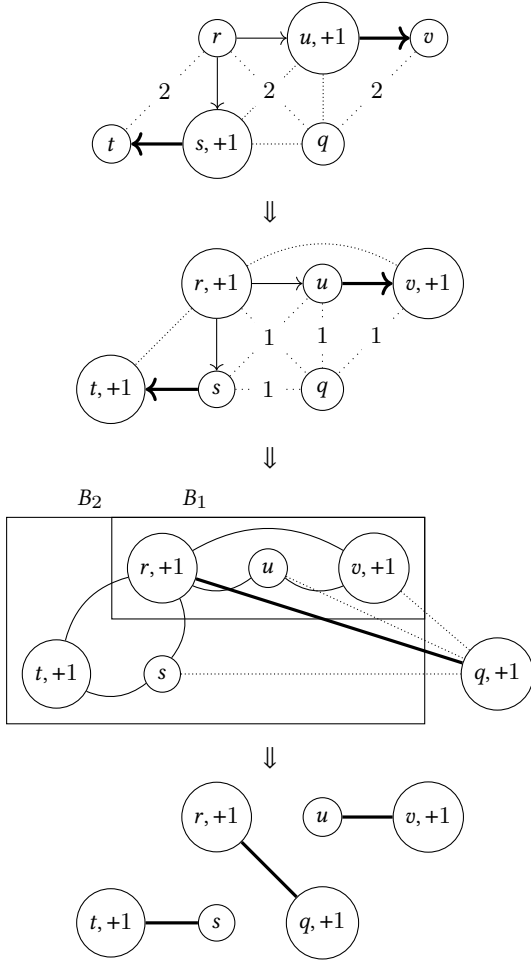 r u, +1 v
2 2 2
t s, +1 q
⇓
r, +1 u v, +1
1 1 1
t, +1 s 1 q
⇓
B₂ B₁
r, +1 u v, +1
t, +1 s q, +1
⇓
r, +1 u v, +1
t, +1 s q, +1